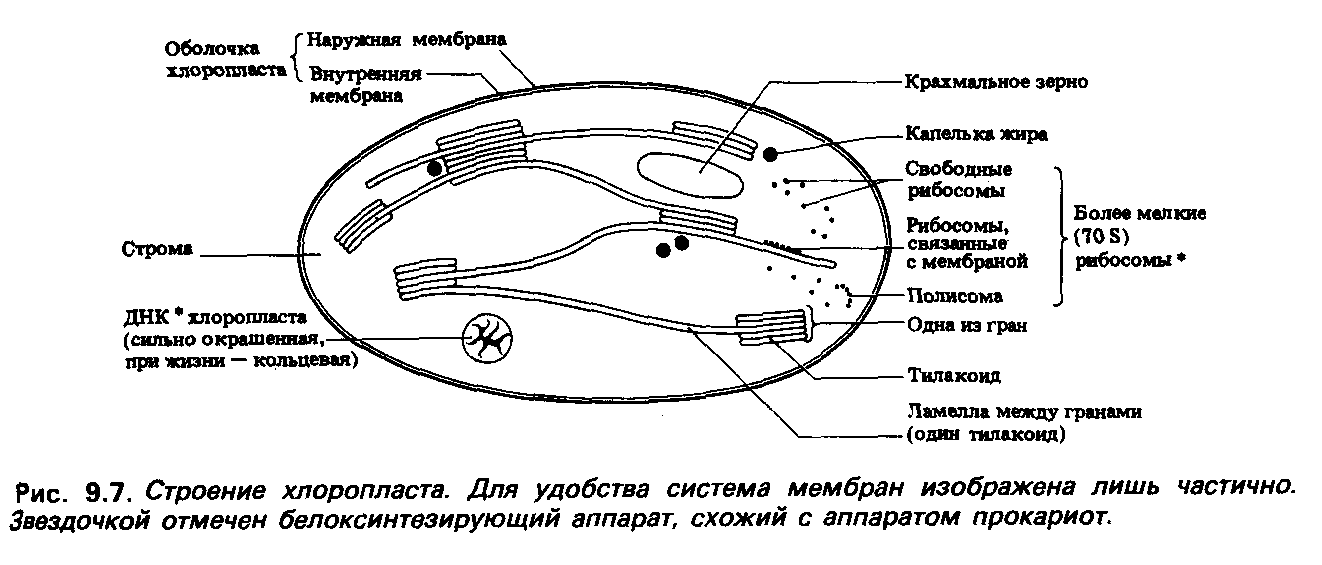 Оболочка
хлоропласта
Наружная мембрана
Внутренняя
мембрана
Строма
ДНК * хлоропласта
(сильно окрашенная,
при жизни — кольцевая)
Крахмальное зерно
Капелька жира
Свободные
рибосомы
Рибосомы,
связанные
с мембраной
Полисома
Более мелкие
(70 S)
рибосомы *
Одна из гран
Тилакоид
Ламелла между гранами
(один тилакоид)
Рис. 9.7. Строение хлоропласта. Для удобства система мембран изображена лишь частично.
Звездочкой отмечен белоксинтезирующий аппарат, схожий с аппаратом прокариот.